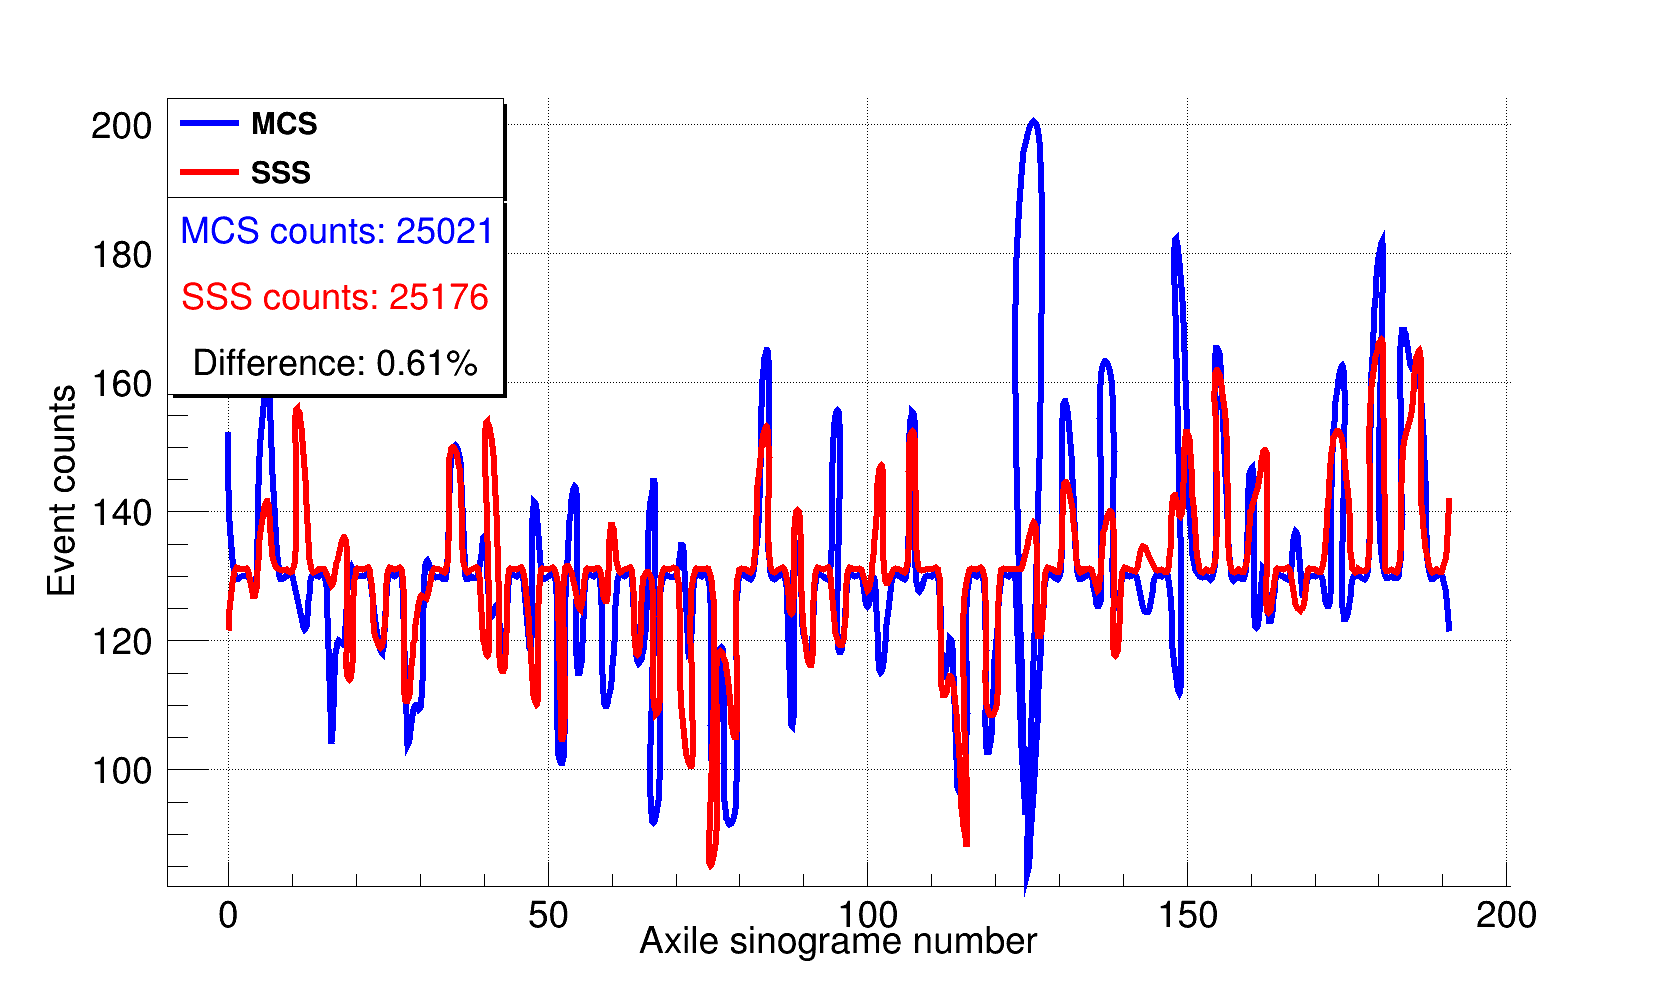 MCS
SSS
MCS counts: 25021
SSS counts: 25176
Difference: 0.61%
200
180
160
140
120
100
Event counts
0 50 100 150 200
Axile sinograme number